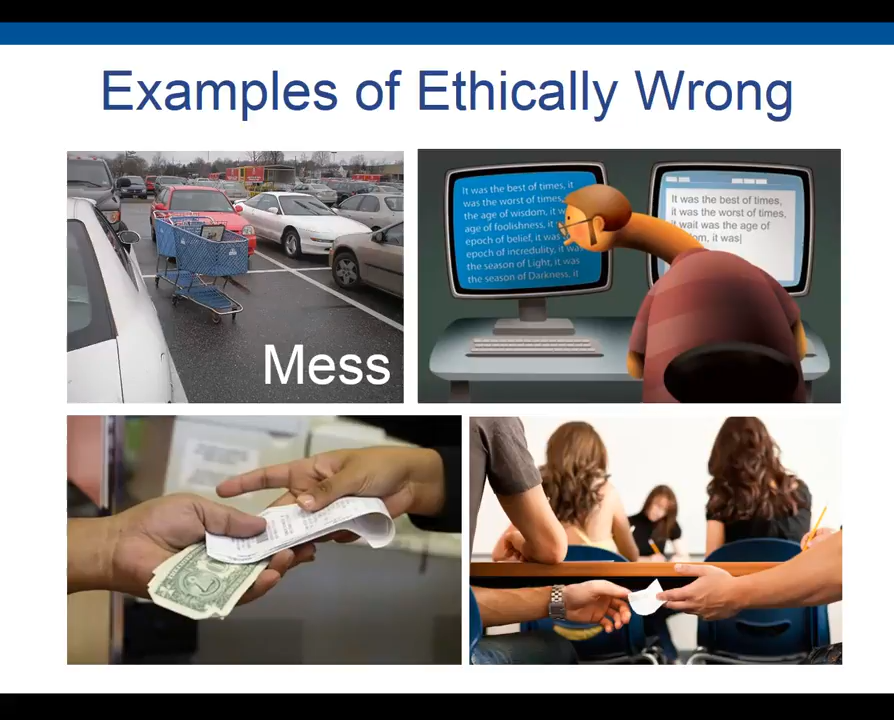 Examples of Ethically Wrong
Mess
It was the best of times, it
was the worst of times,
the age of wisdom, it w
age of foolishness, it
epoch of belief, it was
epoch of incredulity, it wa
the season of Light, it was
the season of Darkness, it
It was the best of times,
it was the worst of times,
it wait was the age of
om, it was|